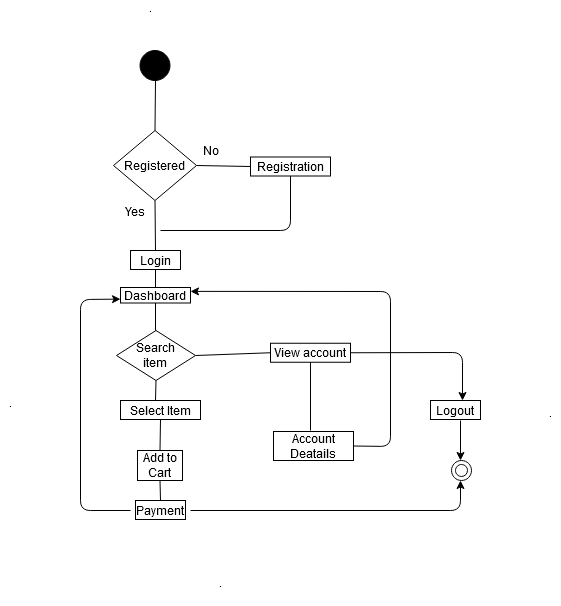 No
Registered
Registration
Yes
Login
Dashboard
Search
item
View account
Select Item
Logout
Account
Deatails
Add to
Cart
Payment